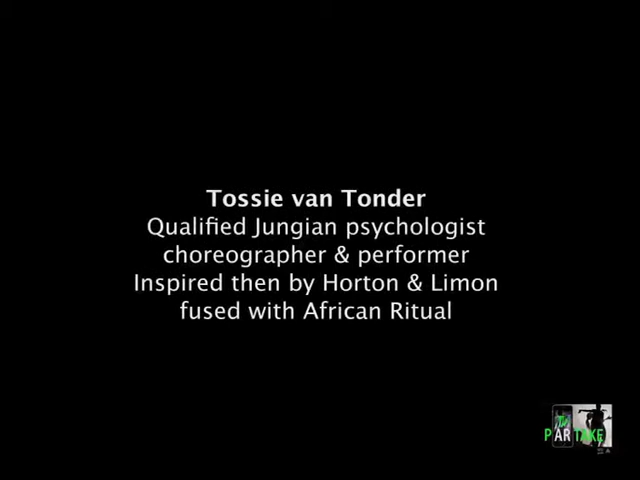 Tossie van Tonder
Qualified Jungian psychologist
choreographer & performer
Inspired then by Horton & Limon
fused with African Ritual
PARTAKE